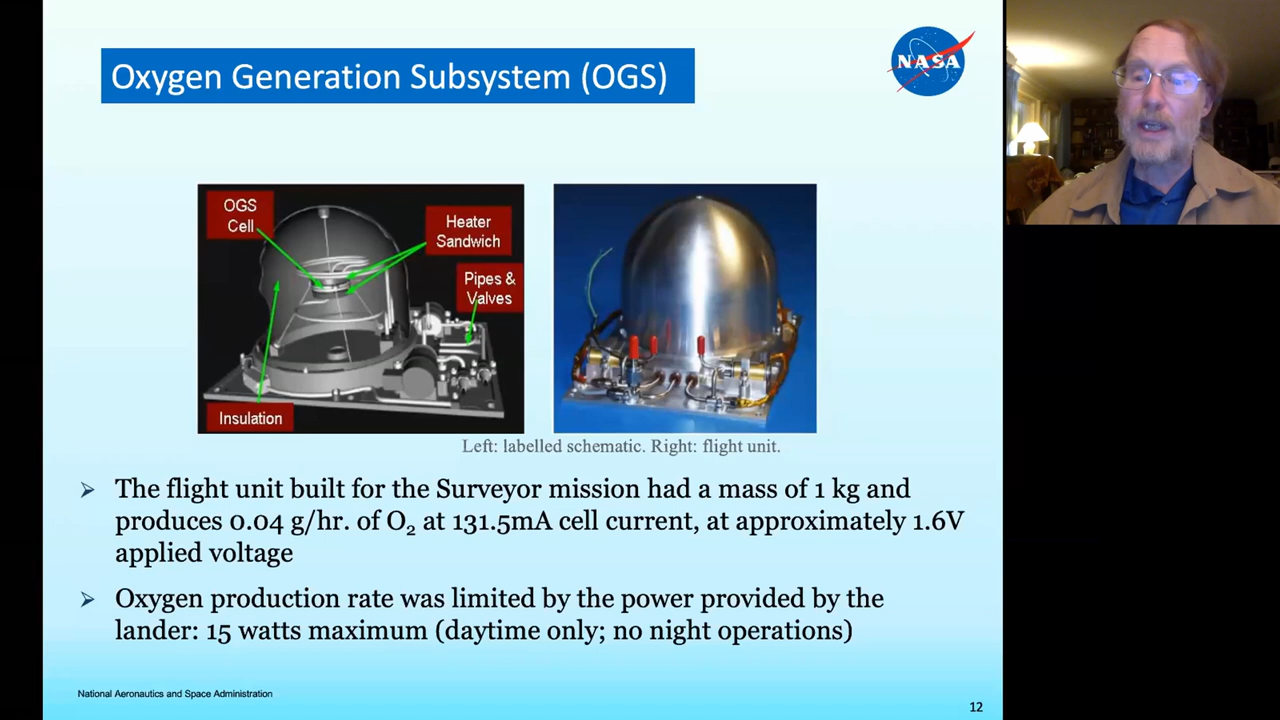 Oxygen Generation Subsystem (OGS)
NASA
OGS
Cell
Heater
Sandwich
Pipes &
Valves
Insulation
Left: labelled schematic. Right: flight unit.
➢ The flight unit built for the Surveyor mission had a mass of 1 kg and
produces 0.04 g/hr. of O₂ at 131.5mA cell current, at approximately 1.6V
applied voltage
➢ Oxygen production rate was limited by the power provided by the
lander: 15 watts maximum (daytime only; no night operations)
National Aeronautics and Space Administration
12